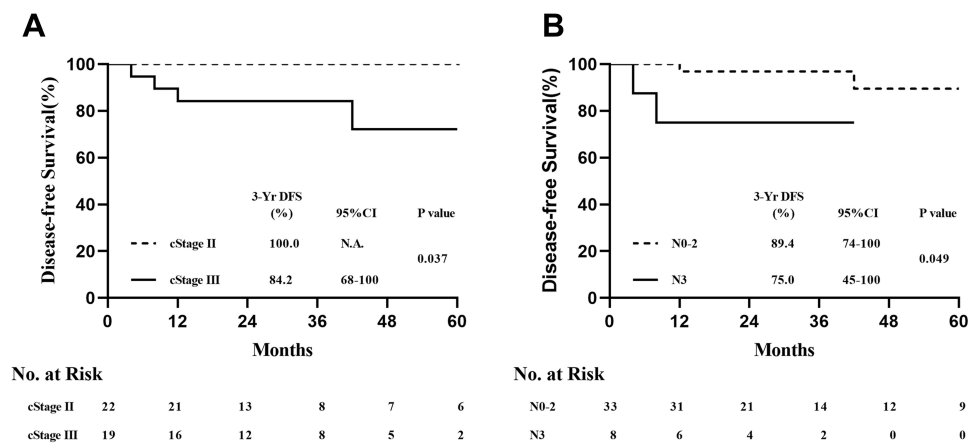 A
Disease-free Survival(%)
100
80
60
40
20
0
3-Yr DFS
(%) 95%CI P value
cStage II 100.0 N.A.
0.037
cStage III 84.2 68-100
0 12 24 36 48 60
Months
No. at Risk
cStage II 22 21 13 8 7 6
cStage III 19 16 12 8 5 2
B
Disease-free Survival(%)
100
80
60
40
20
0
3-Yr DFS
(%) 95%CI P value
N0-2 89.4 74-100
0.049
N3 75.0 45-100
0 12 24 36 48 60
Months
No. at Risk
N0-2 33 31 21 14 12 9
N3 8 6 4 2 0 0